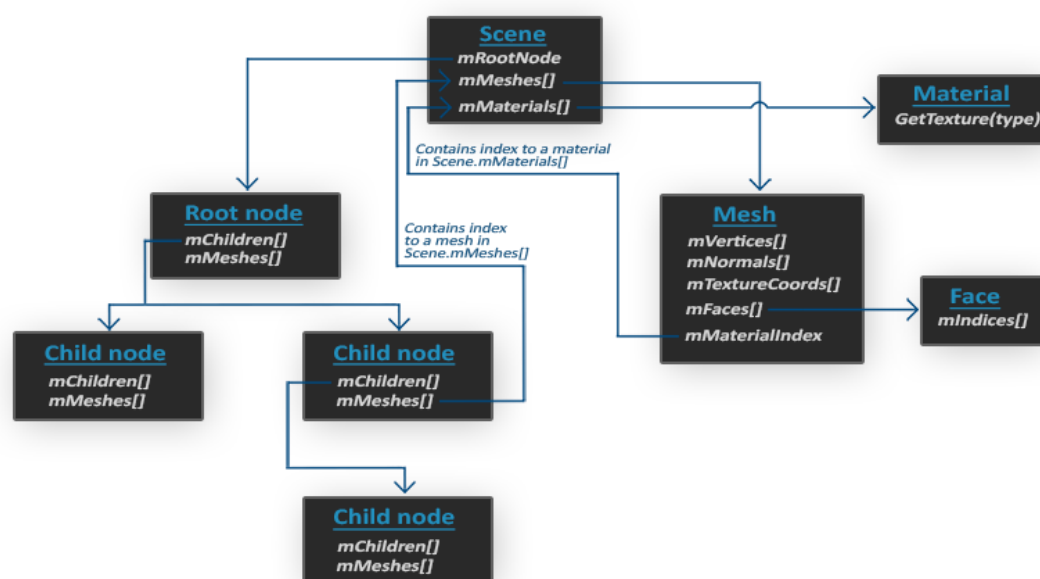 Scene
mRootNode
mMeshes[]
mMaterials[]
Material
GetTexture(type)
Contains index to a material
in Scene.mMaterials[]
Root node
mChildren[]
mMeshes[]
Contains index
to a mesh in
Scene.mMeshes[]
Mesh
mVertices[]
mNormals[]
mTextureCoords[]
mFaces[]
mMaterialIndex
Face
mIndices[]
Child node
mChildren[]
mMeshes[]
Child node
mChildren[]
mMeshes[]
Child node
mChildren[]
mMeshes[]